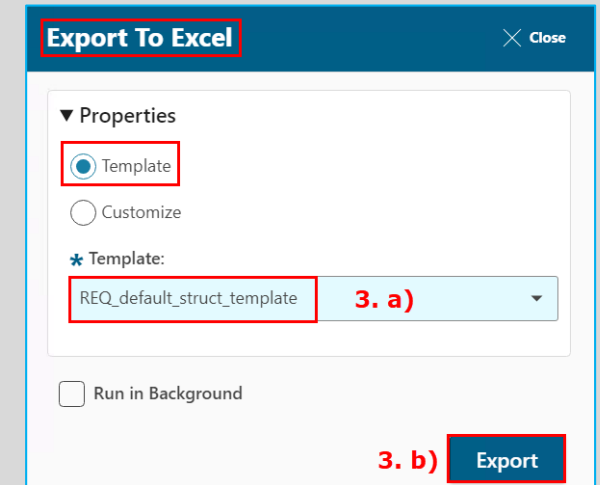 Export To Excel
Close
Properties
Template
Customize
* Template:
REQ_default_struct_template 3. a)
Run in Background
3. b) Export